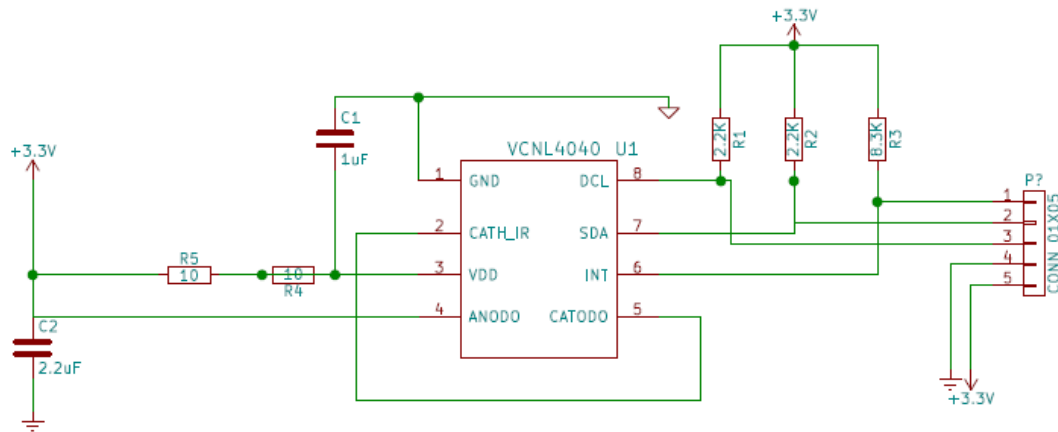 +3.3V
C1
1uF
VCNL4040 U1
2.2K
R1
2.2K
R2
8.3K
R3
+3.3V
1 GND
DCL 8
2 CATH_IR
SDA 7
3 VDD
INT 6
4 ANODO
CATODO 5
R5
10
10
R4
C2
2.2uF
P?
1
2
3
4
5
CONN_01X05
+3.3V